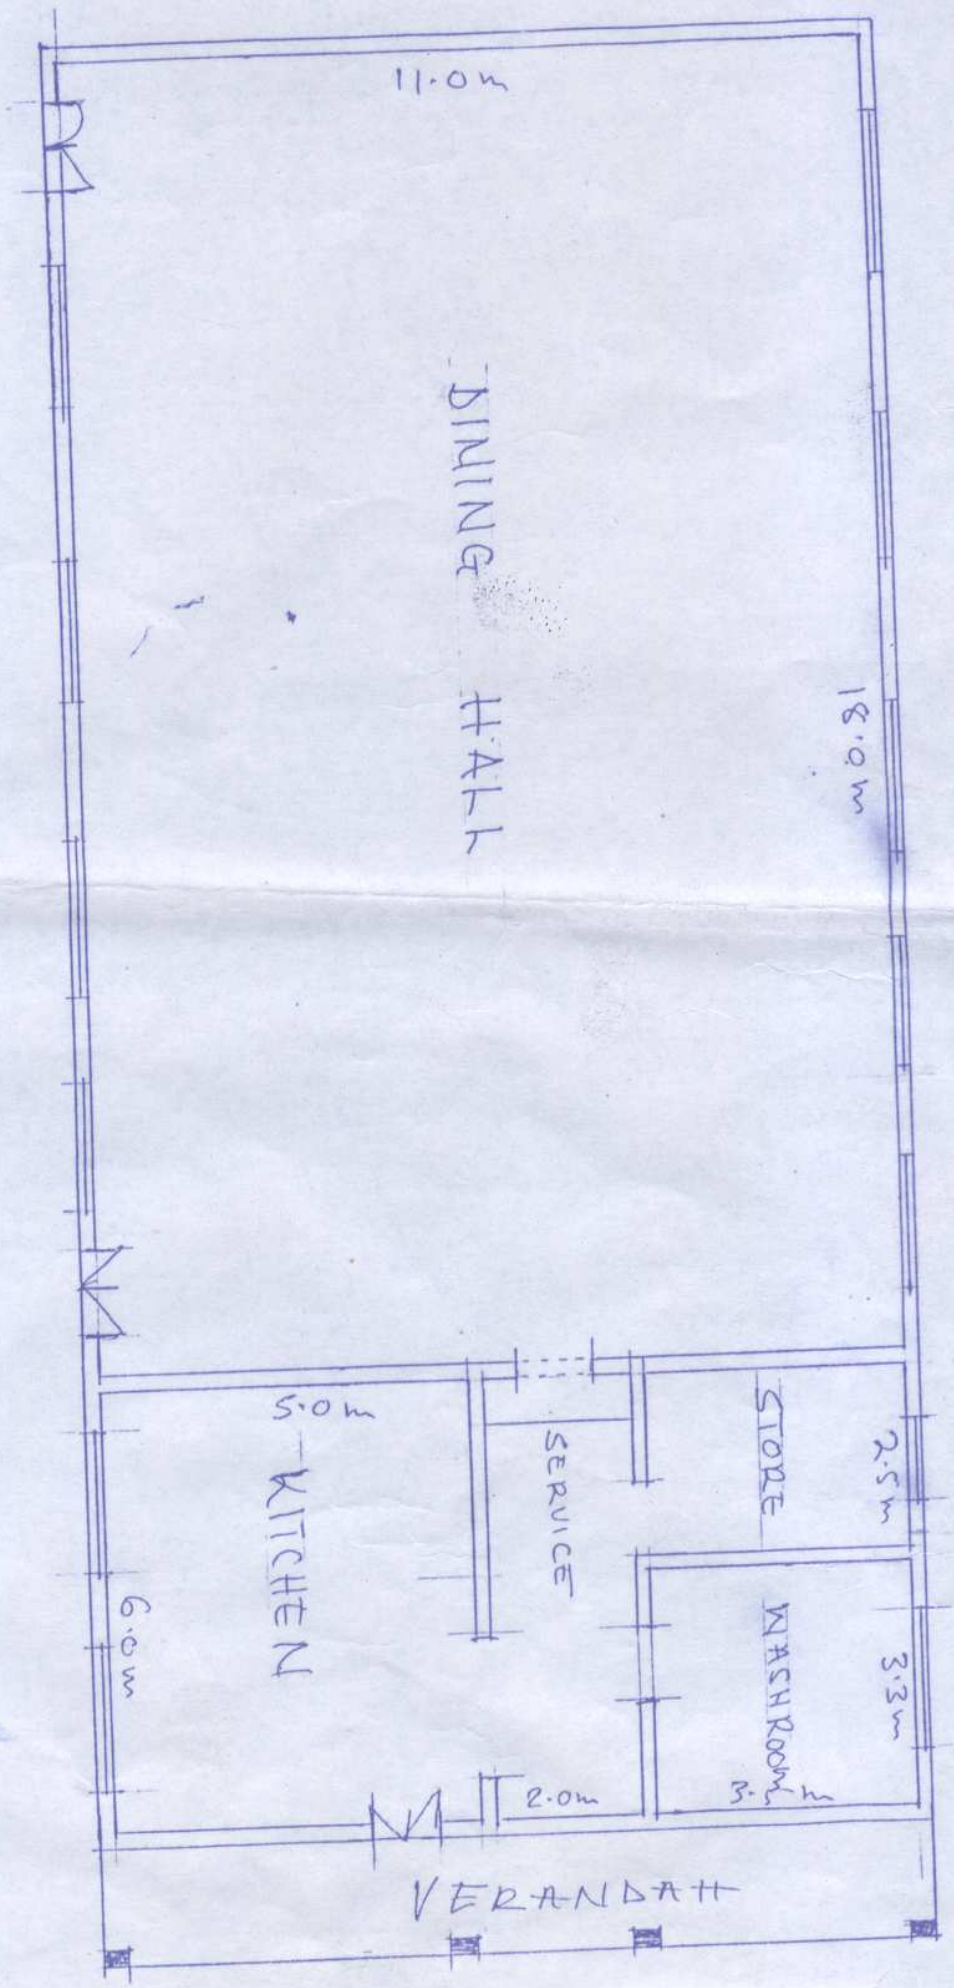 11.0m
DINING HALL
18.0m
5.0m
KITCHEN
6.0m
SERVICE
STORE
2.5m
WASHROOM
3.3m
2.0m
VERANDAH